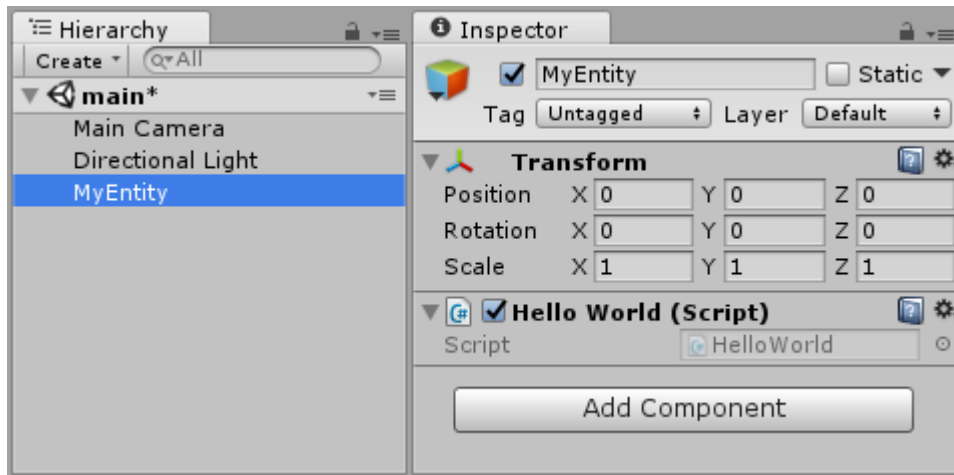 Hierarchy
Create All
main*
Main Camera
Directional Light
MyEntity
Inspector
MyEntity Static
Tag Untagged Layer Default
Transform
Position X 0 Y 0 Z 0
Rotation X 0 Y 0 Z 0
Scale X 1 Y 1 Z 1
C# Hello World (Script)
Script HelloWorld
Add Component